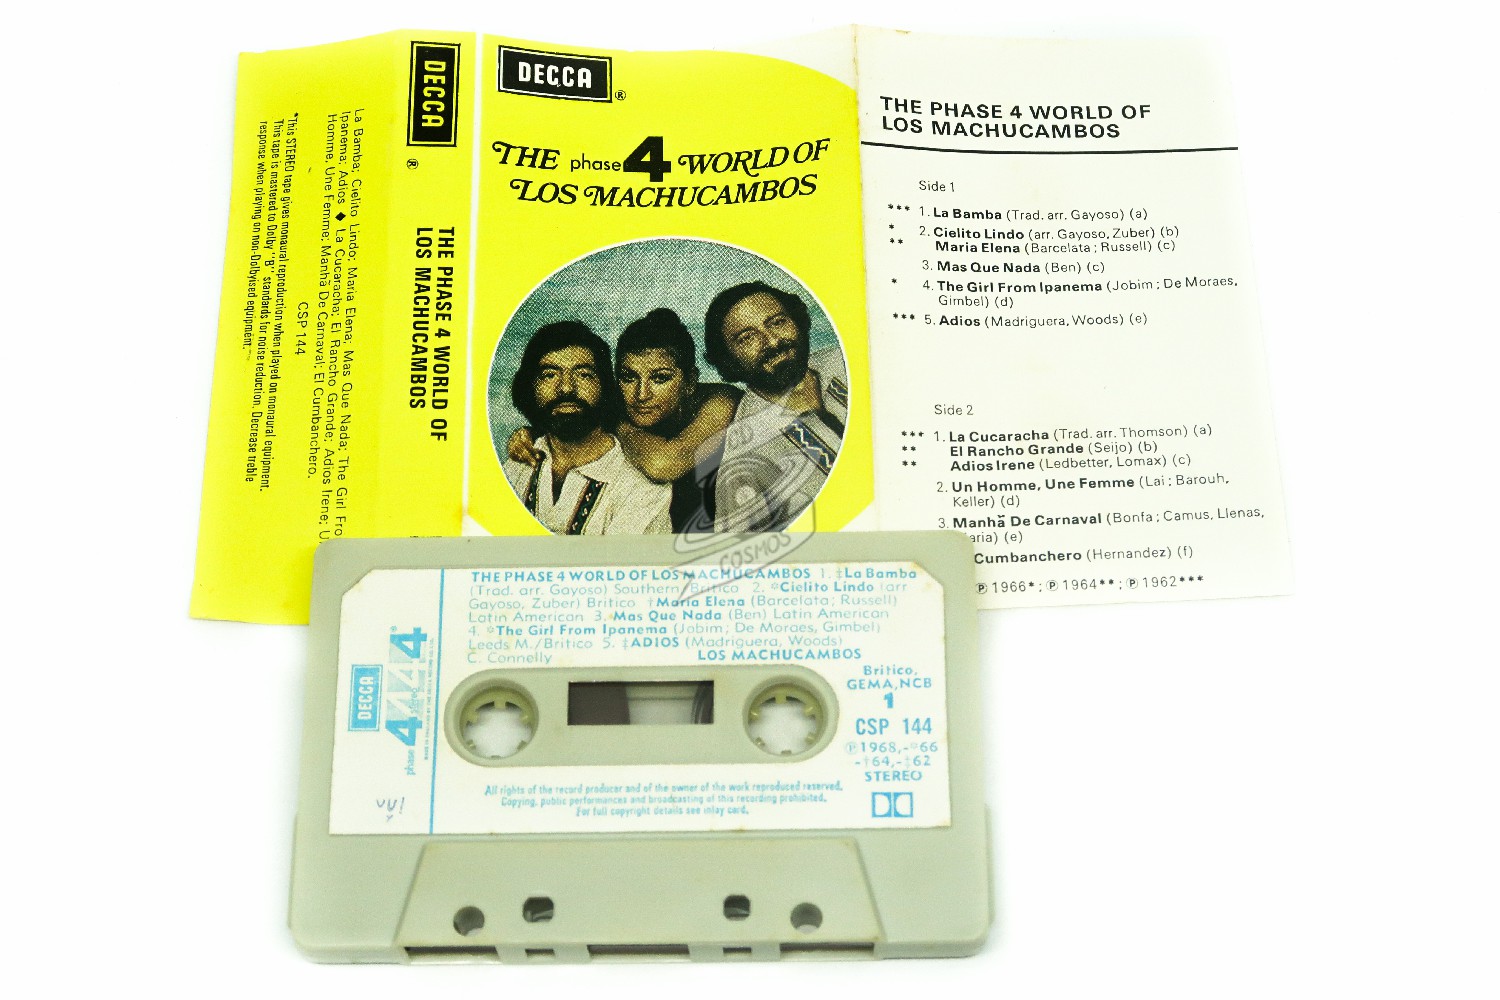 *This STEREO tape gives monaural reproduction when played on monaural equipment.
This tape is mastered to Dolby "B" standards for noise reduction. Decrease treble
response when playing on non-Dolbyised equipment.
CSP 144
La Bamba; Cielito Lindo; Maria Elena; Mas Que Nada; The Girl Fro
Ipanema; Adios ♦ La Cucaracha; El Rancho Grande; Adios Irene; U
Homme, Une Femme; Manhã De Carnaval; El Cumbanchero.
DECCA
®
THE PHASE 4 WORLD OF
LOS MACHUCAMBOS
DECCA
®
THE phase 4 WORLD OF
LOS MACHUCAMBOS
COSMOS
THE PHASE 4 WORLD OF
LOS MACHUCAMBOS
Side 1
*** 1. La Bamba (Trad. arr. Gayoso) (a)
* 2. Cielito Lindo (arr. Gayoso, Zuber) (b)
** Maria Elena (Barcelata; Russell) (c)
3. Mas Que Nada (Ben) (c)
* 4. The Girl From Ipanema (Jobim; De Moraes,
Gimbel) (d)
*** 5. Adios (Madriguera, Woods) (e)
Side 2
*** 1. La Cucaracha (Trad. arr. Thomson) (a)
** El Rancho Grande (Seijo) (b)
** Adios Irene (Ledbetter, Lomax) (c)
2. Un Homme, Une Femme (Lai; Barouh,
Keller) (d)
3. Manhã De Carnaval (Bonfa; Camus, Llenas,
aria) (e)
Cumbanchero (Hernandez) (f)
℗ 1966*; ℗ 1964**; ℗ 1962***
THE PHASE 4 WORLD OF LOS MACHUCAMBOS 1. ‡La Bamba
(Trad. arr. Gayoso) Southern/Britico 2. *Cielito Lindo (arr
Gayoso, Zuber) Britico †Maria Elena (Barcelata; Russell)
Latin American 3. Mas Que Nada (Ben) Latin American
4. *The Girl From Ipanema (Jobim; De Moraes, Gimbel)
Leeds M./Britico 5. ‡ADIOS (Madriguera, Woods)
C. Connelly LOS MACHUCAMBOS
Britico,
GEMA, NCB
1
CSP 144
℗1968,-*66
-†64,-‡62
STEREO
DECCA
phase 4 stereo
All rights of the record producer and of the owner of the work reproduced reserved.
Copying, public performances and broadcasting of this recording prohibited.
For full copyright details see inlay card.